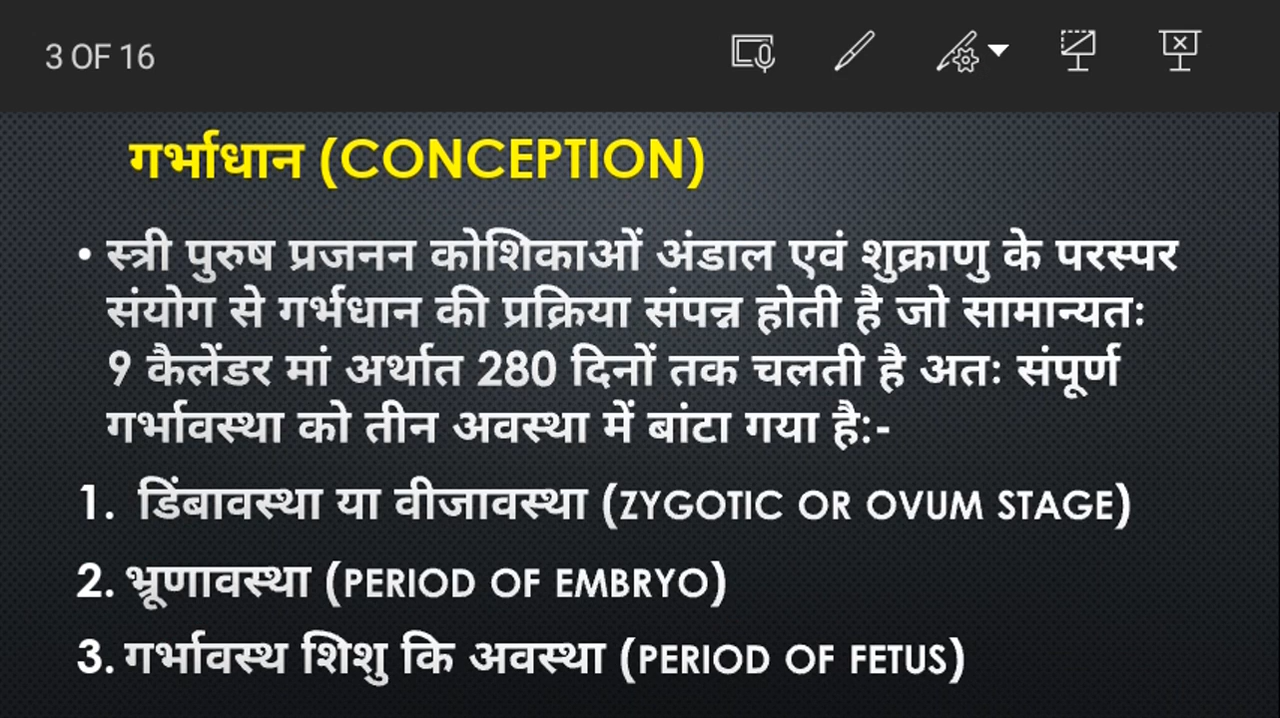 3 OF 16
गर्भाधान (CONCEPTION)
• स्त्री पुरुष प्रजनन कोशिकाओं अंडाल एवं शुक्राणु के परस्पर
संयोग से गर्भधान की प्रक्रिया संपन्न होती है जो सामान्यतः
9 कैलेंडर मां अर्थात 280 दिनों तक चलती है अतः संपूर्ण
गर्भावस्था को तीन अवस्था में बांटा गया है:-
1. डिंबावस्था या वीजावस्था (ZYGOTIC OR OVUM STAGE)
2. भ्रूणावस्था (PERIOD OF EMBRYO)
3. गर्भावस्थ शिशु कि अवस्था (PERIOD OF FETUS)